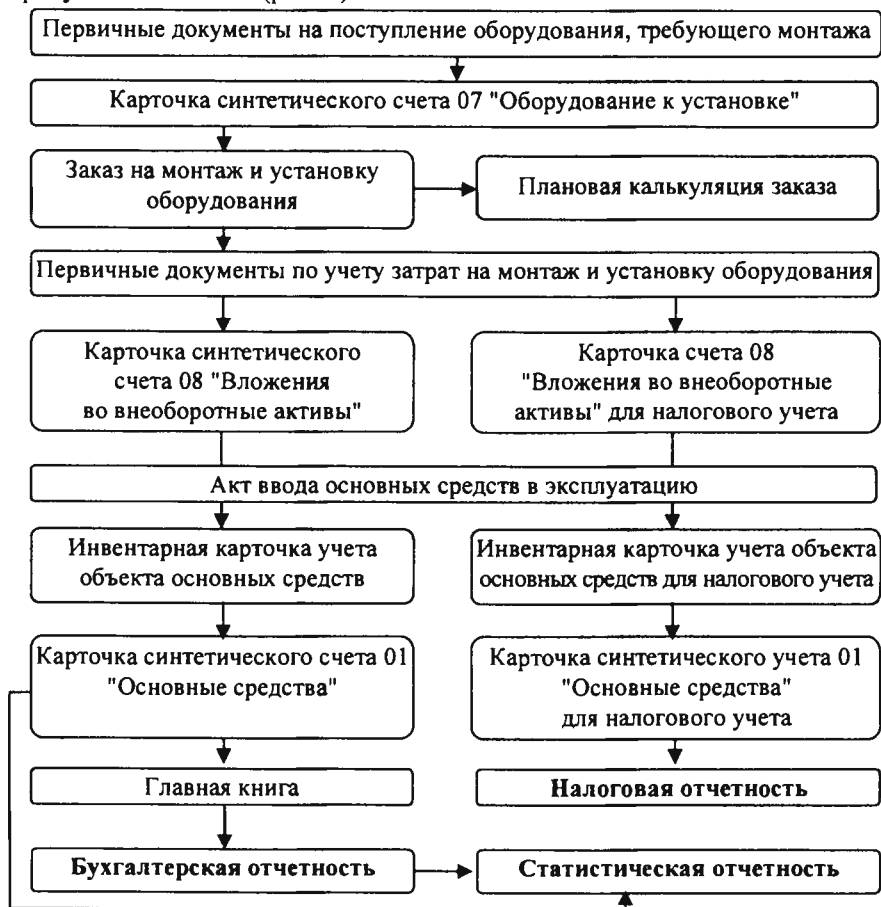 Первичные документы на поступление оборудования, требующего монтажа
Карточка синтетического счета 07 "Оборудование к установке"
Заказ на монтаж и установку
оборудования
Плановая калькуляция заказа
Первичные документы по учету затрат на монтаж и установку оборудования
Карточка синтетического
счета 08 "Вложения
во внеоборотные активы"
Карточка счета 08
"Вложения во внеоборотные
активы" для налогового учета
Акт ввода основных средств в эксплуатацию
Инвентарная карточка учета
объекта основных средств
Инвентарная карточка учета объекта
основных средств для налогового учета
Карточка синтетического счета 01
"Основные средства"
Карточка синтетического учета 01
"Основные средства"
для налогового учета
Главная книга
Налоговая отчетность
Бухгалтерская отчетность
Статистическая отчетность